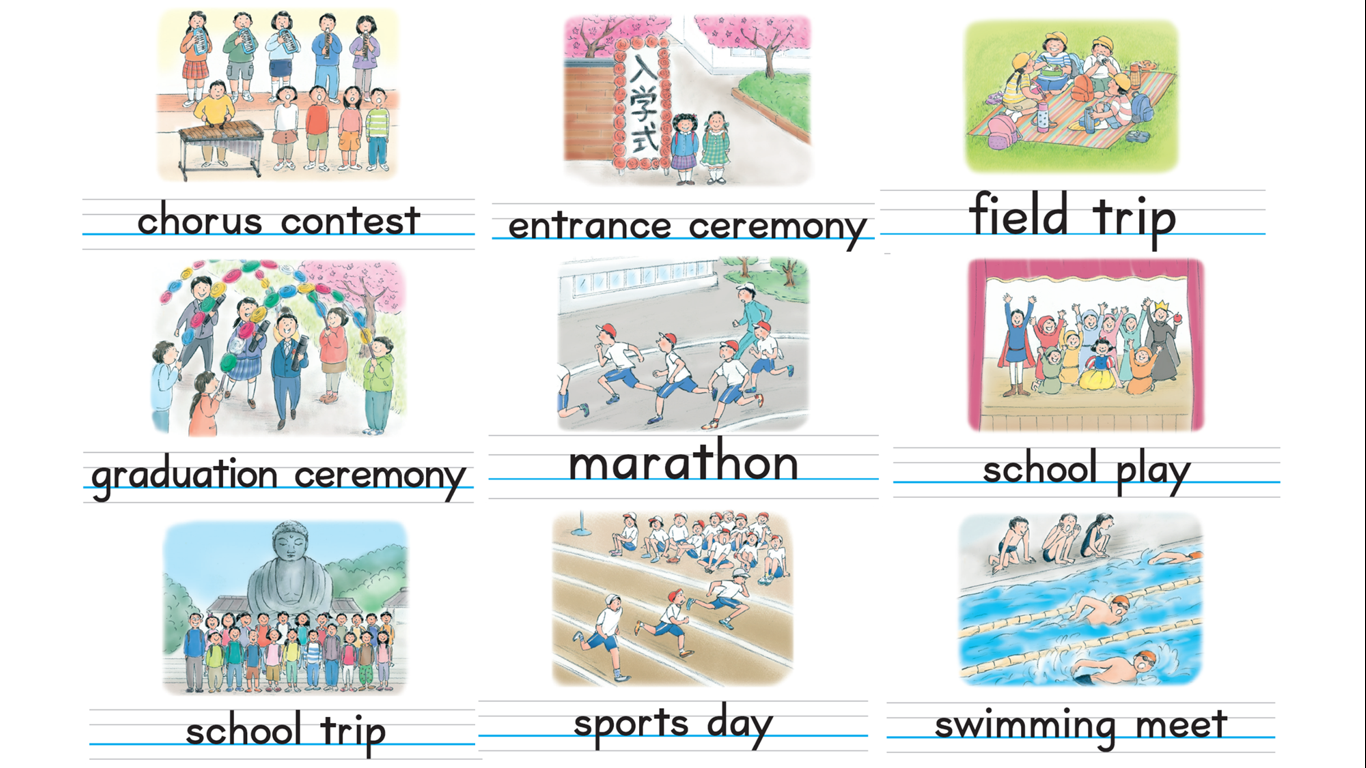 入学式
chorus contest
entrance ceremony
field trip
graduation ceremony
marathon
school play
school trip
sports day
swimming meet